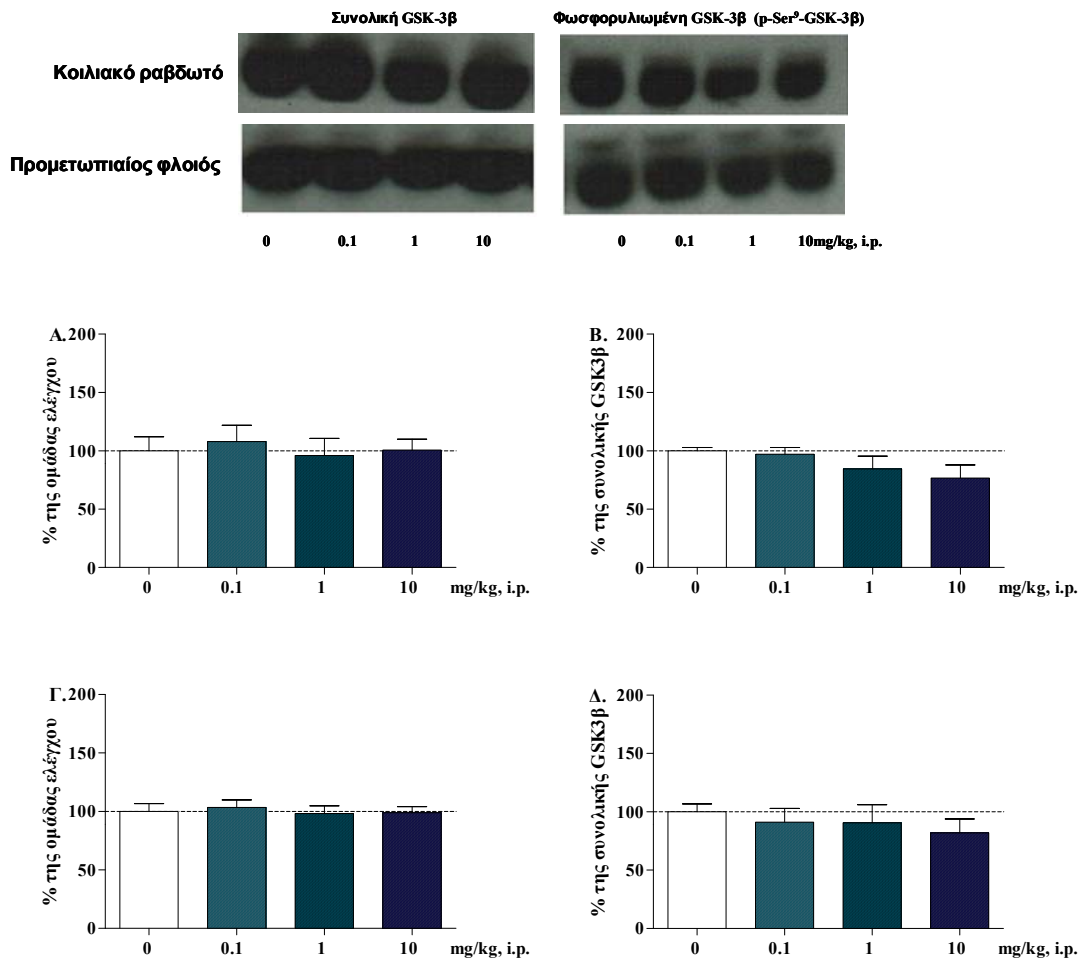 Συνολική GSK-3β
Φωσφορυλιωμένη GSK-3β (p-Ser⁹-GSK-3β)
Κοιλιακό ραβδωτό
Προμετωπιαίος φλοιός
0 0.1 1 10
0 0.1 1 10mg/kg, i.p.
Α.
% της ομάδας ελέγχου
200
150
100
50
0
0 0.1 1 10 mg/kg, i.p.
Β.
% της συνολικής GSK3β
200
150
100
50
0
0 0.1 1 10 mg/kg, i.p.
Γ.
% της ομάδας ελέγχου
200
150
100
50
0
0 0.1 1 10 mg/kg, i.p.
Δ.
% της συνολικής GSK3β
200
150
100
50
0
0 0.1 1 10 mg/kg, i.p.